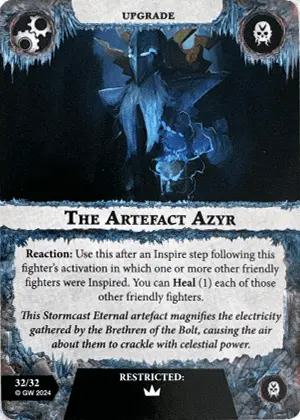 UPGRADE
THE ARTEFACT AZYR
Reaction: Use this after an Inspire step following this
fighter's activation in which one or more other friendly
fighters were Inspired. You can Heal (1) each of those
other friendly fighters.
This Stormcast Eternal artefact magnifies the electricity
gathered by the Brethren of the Bolt, causing the air
about them to crackle with celestial power.
32/32
© GW 2024
RESTRICTED: